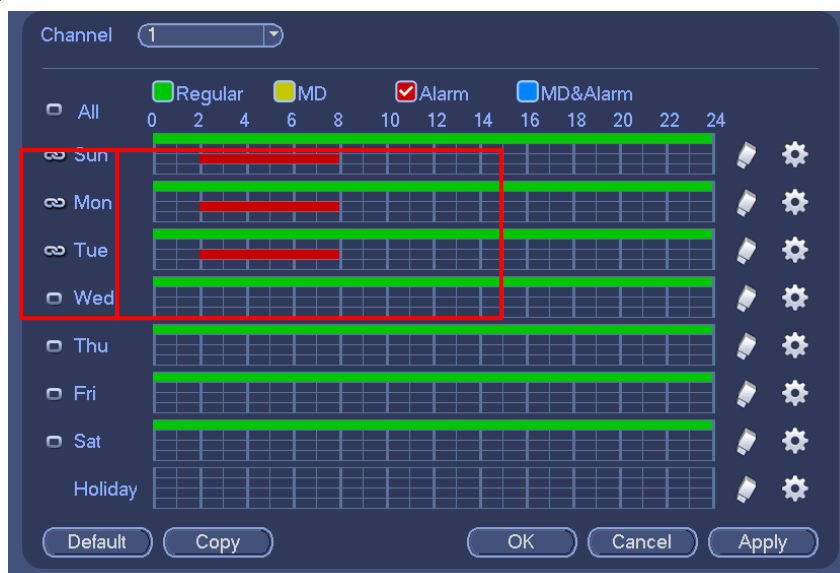 Channel 1
Regular MD Alarm MD&Alarm
All 0 2 4 6 8 10 12 14 16 18 20 22 24
Sun
Mon
Tue
Wed
Thu
Fri
Sat
Holiday
Default Copy OK Cancel Apply